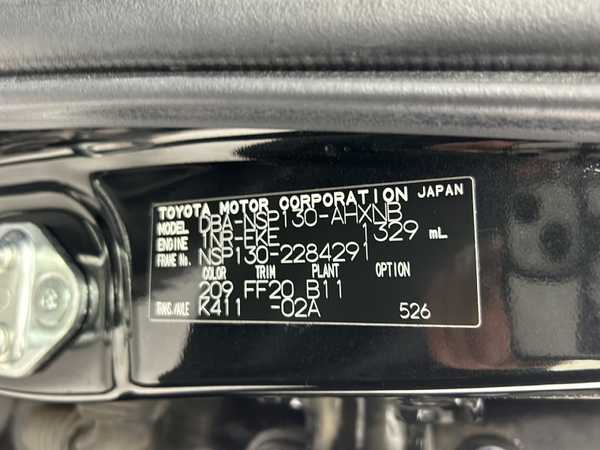 TOYOTA MOTOR CORPORATION JAPAN
MODEL DBA-NSP130-AHXNB
ENGINE 1NR-FKE 1329 mL
FRAME No. NSP130-2284291
COLOR TRIM PLANT OPTION
209 FF20 B11
TRANS./AXLE K411 -02A 526